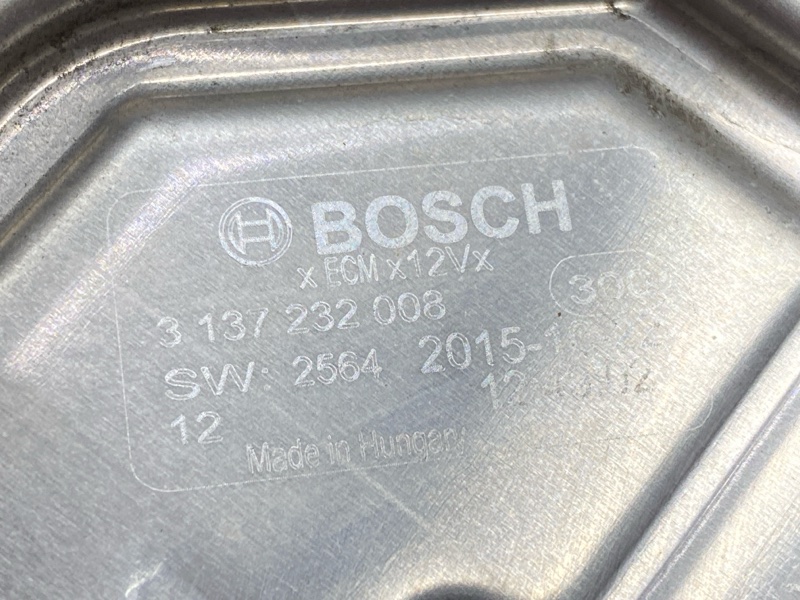 BOSCH
x ECM x12Vx
3 137 232 008
SW: 2564
12
Made in Hungary